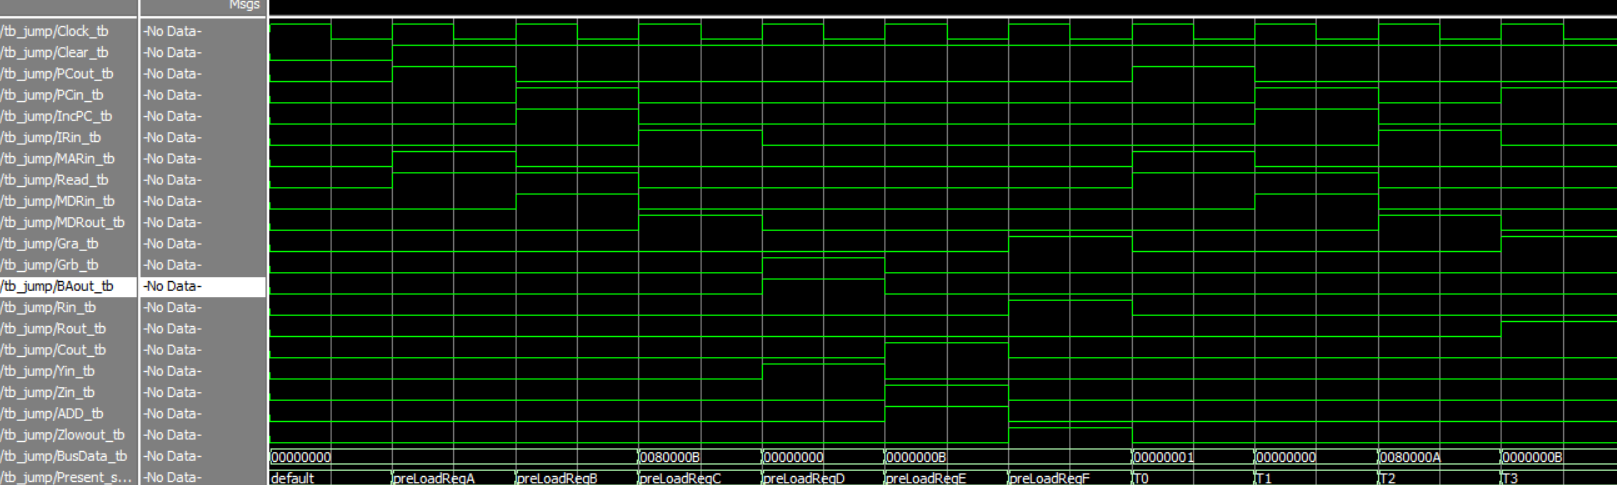 Msgs
/tb_jump/Clock_tb -No Data-
/tb_jump/Clear_tb -No Data-
/tb_jump/PCout_tb -No Data-
/tb_jump/PCin_tb -No Data-
/tb_jump/IncPC_tb -No Data-
/tb_jump/IRin_tb -No Data-
/tb_jump/MARin_tb -No Data-
/tb_jump/Read_tb -No Data-
/tb_jump/MDRin_tb -No Data-
/tb_jump/MDRout_tb -No Data-
/tb_jump/Gra_tb -No Data-
/tb_jump/Grb_tb -No Data-
/tb_jump/BAout_tb -No Data-
/tb_jump/Rin_tb -No Data-
/tb_jump/Rout_tb -No Data-
/tb_jump/Cout_tb -No Data-
/tb_jump/Yin_tb -No Data-
/tb_jump/Zin_tb -No Data-
/tb_jump/ADD_tb -No Data-
/tb_jump/Zlowout_tb -No Data-
/tb_jump/BusData_tb -No Data- 00000000 0080000B 00000000 0000000B 00000001 00000000 0080000A 0000000B
/tb_jump/Present_s... -No Data- default preLoadRegA preLoadRegB preLoadRegC preLoadRegD preLoadRegE preLoadRegF T0 T1 T2 T3